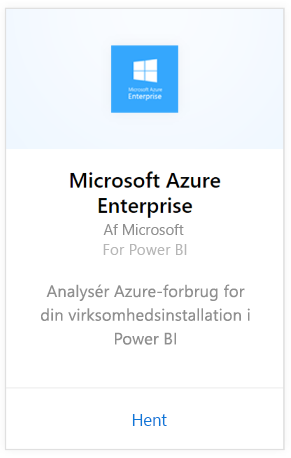 Microsoft Azure
Enterprise
Microsoft Azure
Enterprise
Af Microsoft
For Power BI
Analysér Azure-forbrug for
din virksomhedsinstallation i
Power BI
Hent